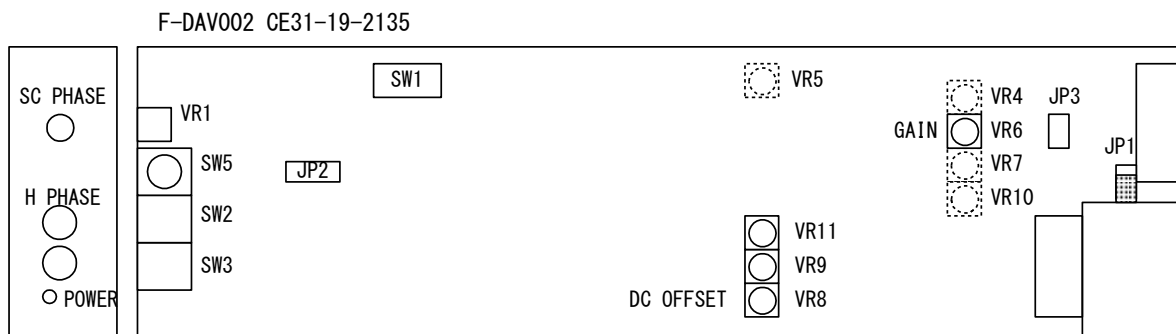 F-DAV002 CE31-19-2135
SC PHASE
H PHASE
POWER
VR1
SW1
SW5
JP2
SW2
SW3
VR5
VR4
JP3
GAIN VR6
JP1
VR7
VR10
VR11
VR9
DC OFFSET VR8